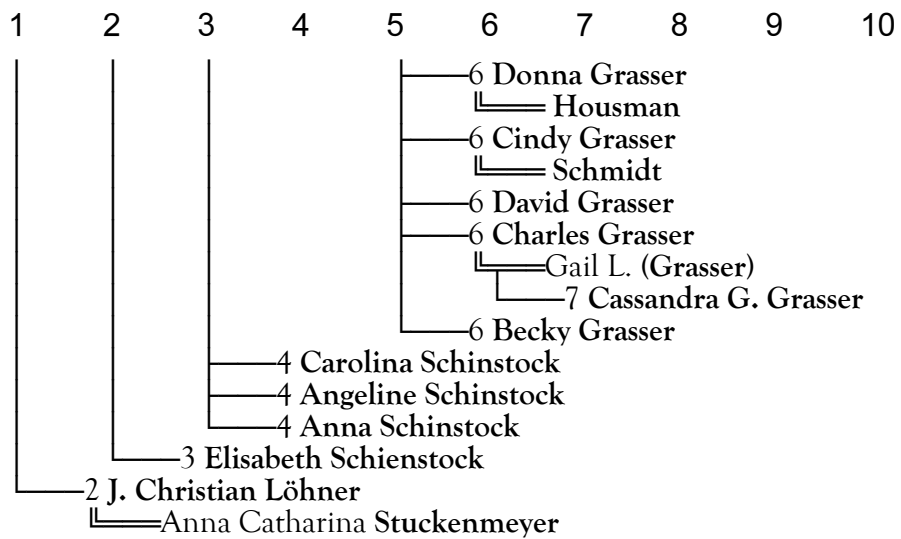 1 2 3 4 5 6 7 8 9 10
6 Donna Grasser
Housman
6 Cindy Grasser
Schmidt
6 David Grasser
6 Charles Grasser
Gail L. (Grasser)
7 Cassandra G. Grasser
6 Becky Grasser
4 Carolina Schinstock
4 Angeline Schinstock
4 Anna Schinstock
3 Elisabeth Schienstock
2 J. Christian Löhner
Anna Catharina Stuckenmeyer